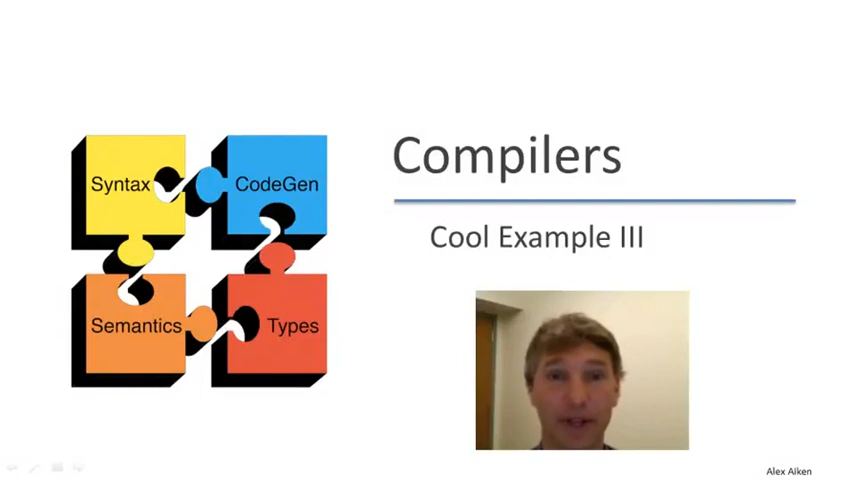 Compilers
Syntax
CodeGen
Cool Example III
Semantics
Types
Alex Aiken